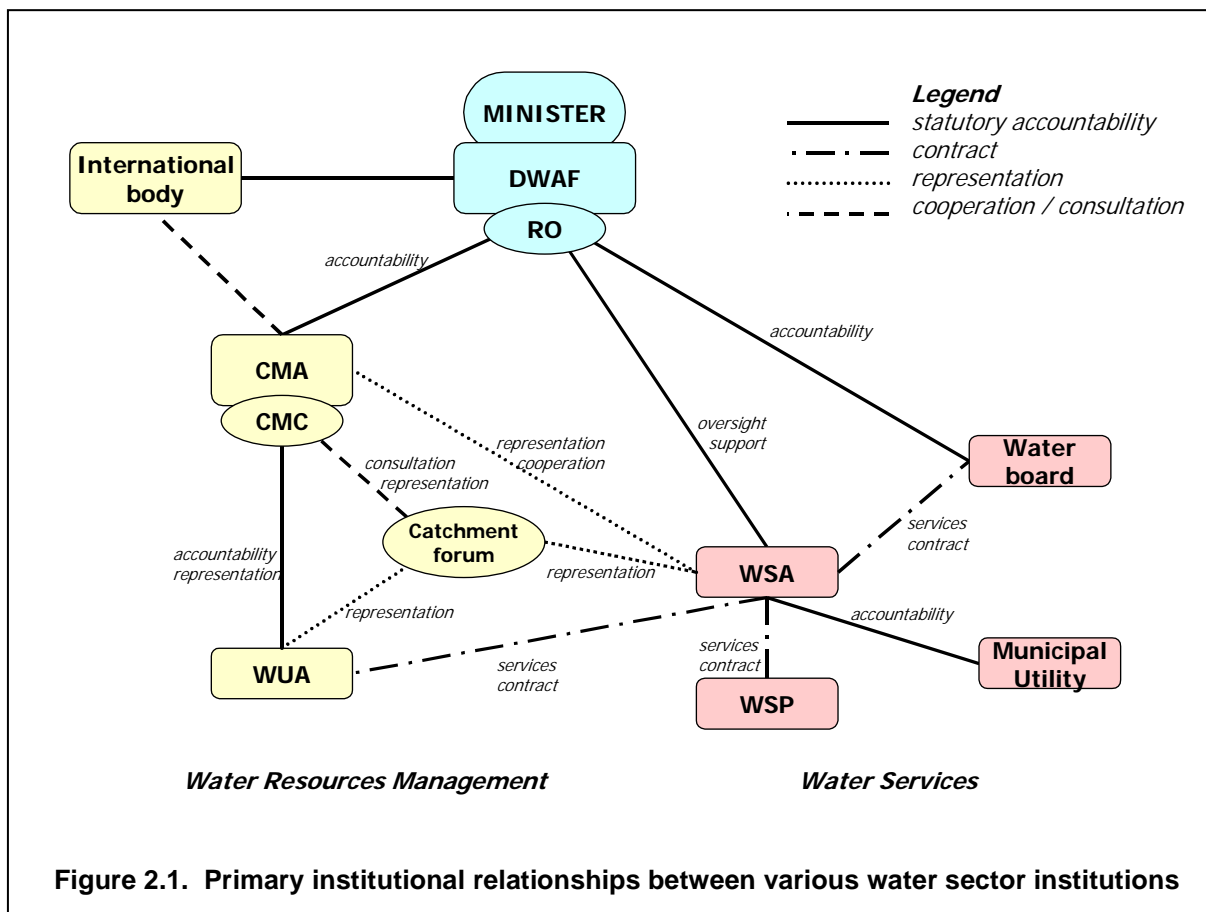 MINISTER
DWAF
RO
Legend
statutory accountability
contract
representation
cooperation / consultation
International
body
accountability
accountability
CMA
CMC
oversight
support
representation
cooperation
consultation
representation
Water
board
Catchment
forum
services
contract
accountability
representation
representation
WSA
representation
accountability
WUA
services
contract
services
contract
Municipal
Utility
WSP
Water Resources Management
Water Services
Figure 2.1. Primary institutional relationships between various water sector institutions